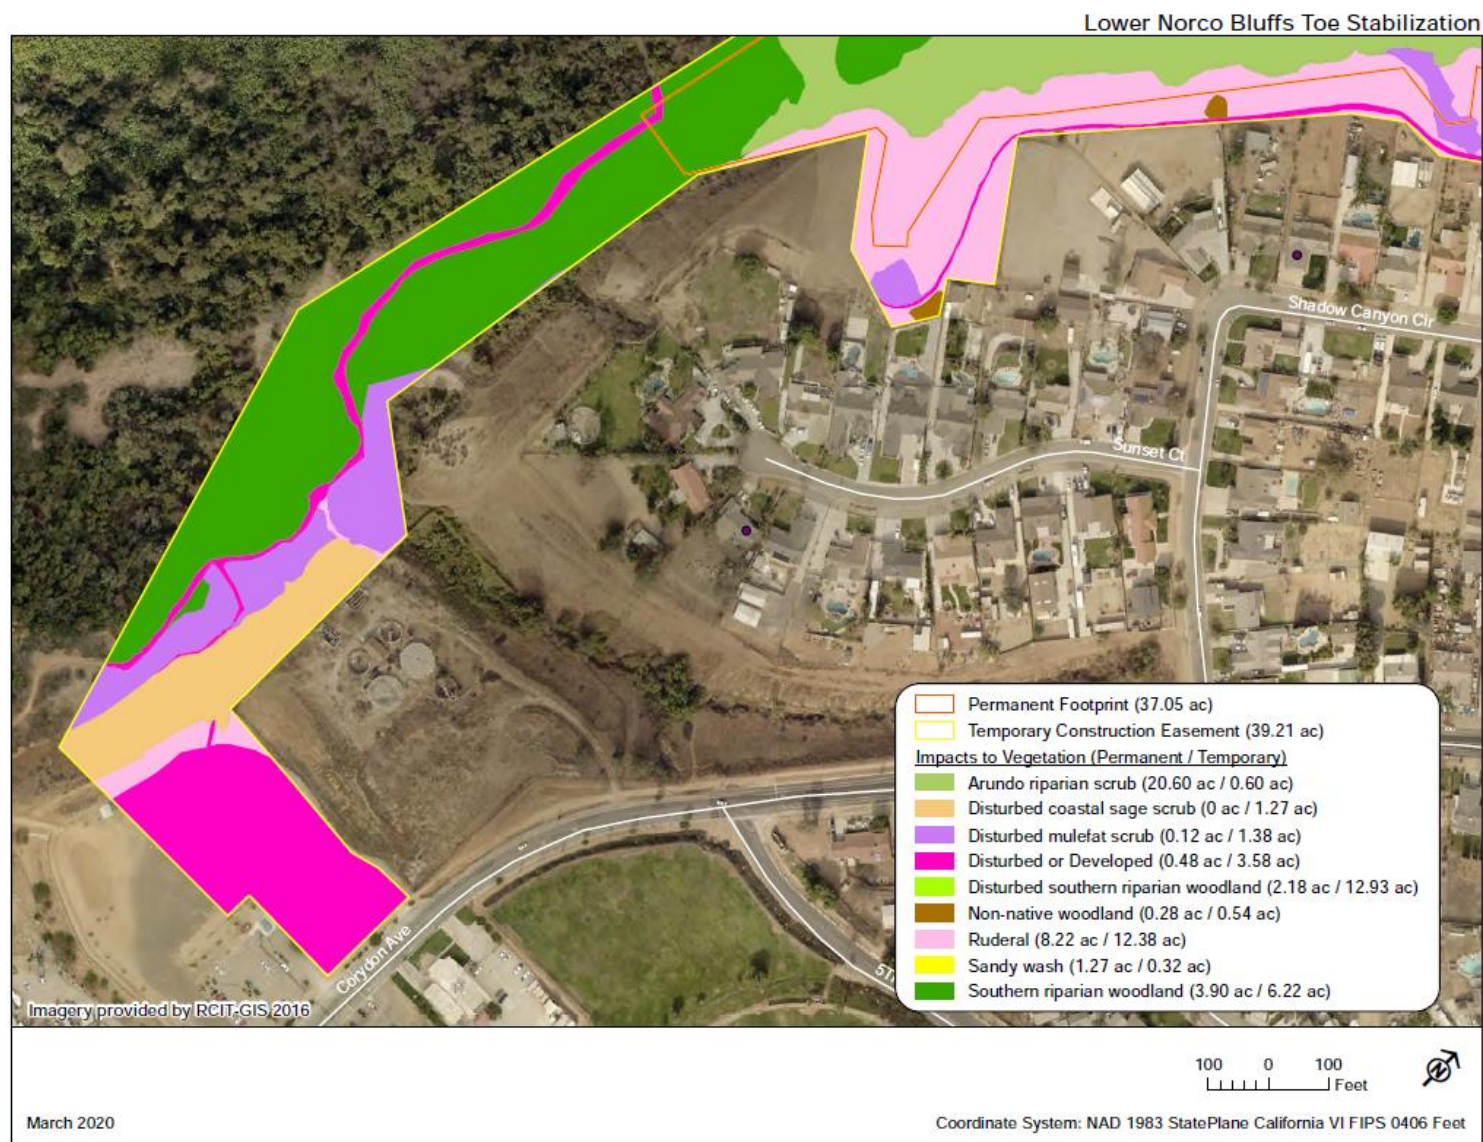 Lower Norco Bluffs Toe Stabilization
Shadow Canyon Cir
Sunset Ct
Permanent Footprint (37.05 ac)
Temporary Construction Easement (39.21 ac)
Impacts to Vegetation (Permanent / Temporary)
Arundo riparian scrub (20.60 ac / 0.60 ac)
Disturbed coastal sage scrub (0 ac / 1.27 ac)
Disturbed mulefat scrub (0.12 ac / 1.38 ac)
Disturbed or Developed (0.48 ac / 3.58 ac)
Disturbed southern riparian woodland (2.18 ac / 12.93 ac)
Non-native woodland (0.28 ac / 0.54 ac)
Ruderal (8.22 ac / 12.38 ac)
Sandy wash (1.27 ac / 0.32 ac)
Southern riparian woodland (3.90 ac / 6.22 ac)
Corydon Ave
Imagery provided by RCIT-GIS 2016
100 0 100
Feet
N
March 2020
Coordinate System: NAD 1983 StatePlane California VI FIPS 0406 Feet